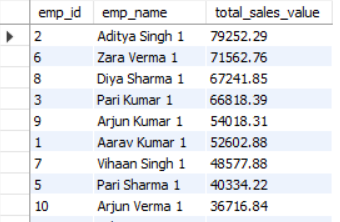 emp_id emp_name total_sales_value
2 Aditya Singh 1 79252.29
6 Zara Verma 1 71562.76
8 Diya Sharma 1 67241.85
3 Pari Kumar 1 66818.39
9 Arjun Kumar 1 54018.31
1 Aarav Kumar 1 52602.88
7 Vihaan Singh 1 48577.88
5 Pari Sharma 1 40334.22
10 Arjun Verma 1 36716.84